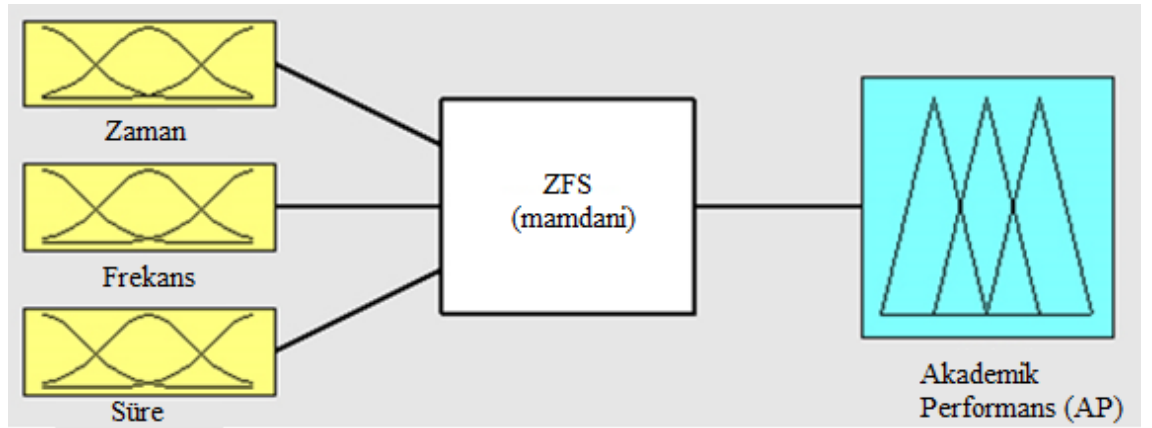 Zaman
Frekans
Süre
ZFS
(mamdani)
Akademik
Performans (AP)